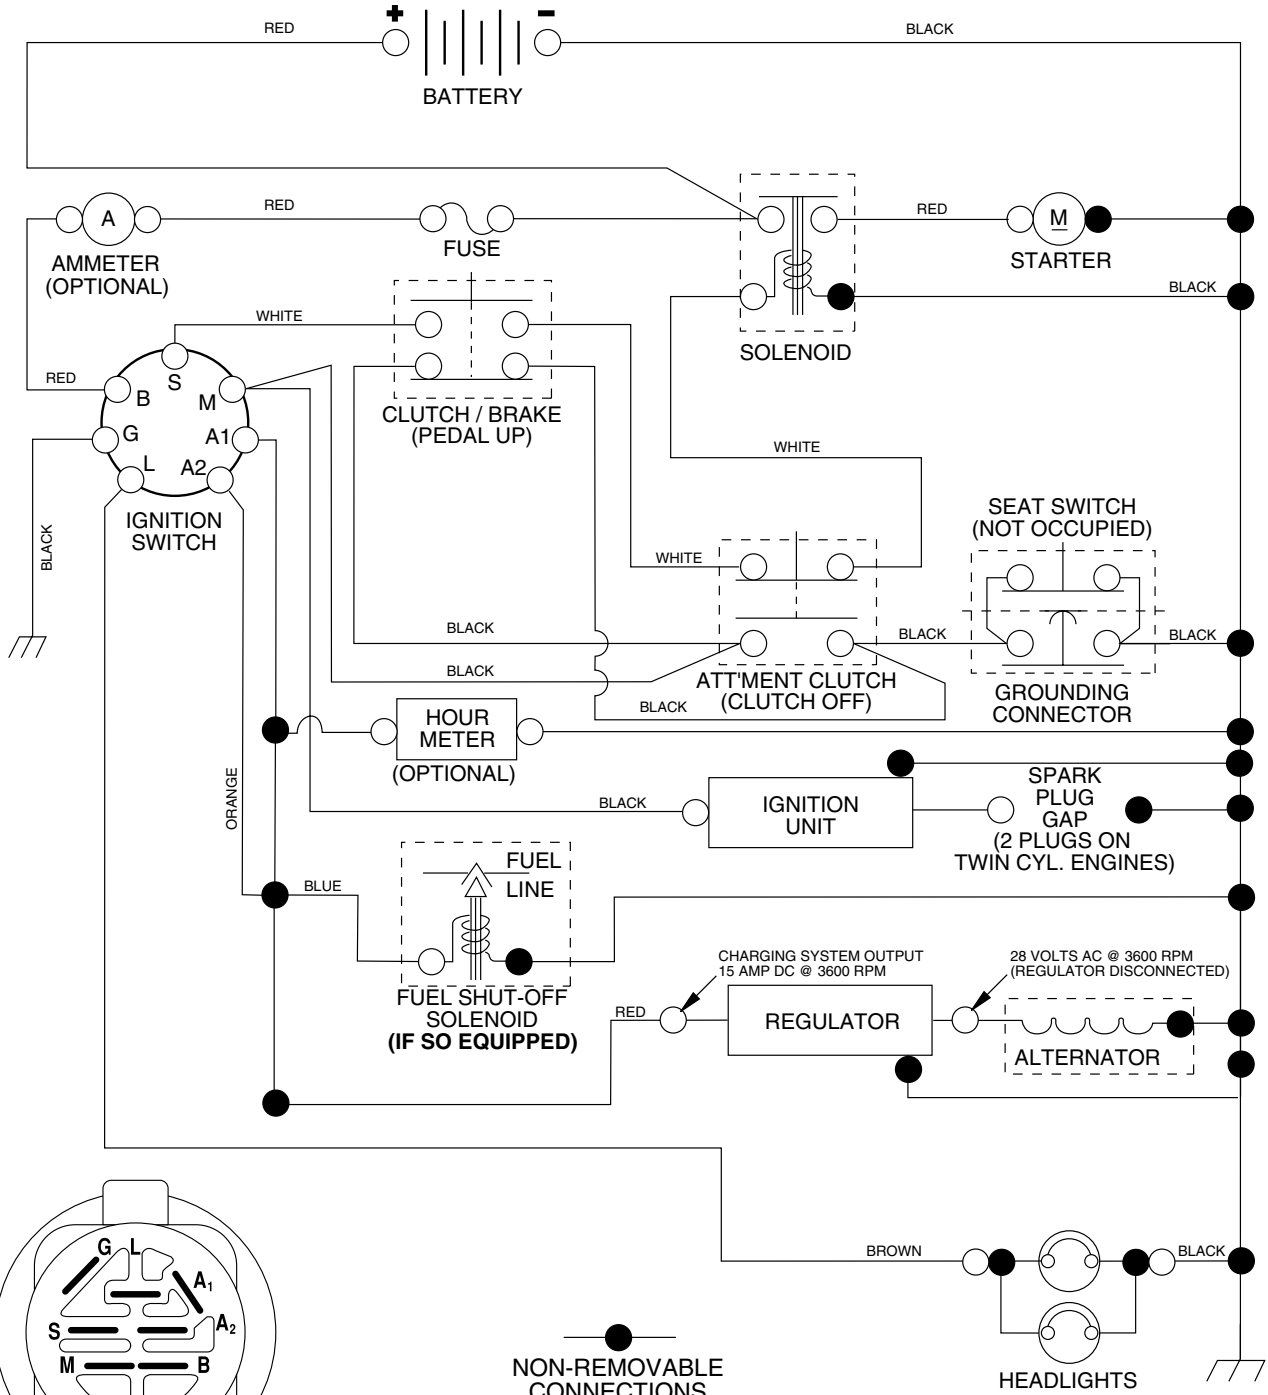 + −
RED
BLACK
BATTERY
A
RED
FUSE
RED
M
AMMETER
(OPTIONAL)
STARTER
BLACK
WHITE
SOLENOID
RED
S
B
M
G
A1
L
A2
CLUTCH / BRAKE
(PEDAL UP)
WHITE
IGNITION
SWITCH
BLACK
SEAT SWITCH
(NOT OCCUPIED)
WHITE
BLACK
BLACK
BLACK
BLACK
ATT'MENT CLUTCH
(CLUTCH OFF)
GROUNDING
CONNECTOR
BLACK
HOUR
METER
(OPTIONAL)
ORANGE
BLACK
IGNITION
UNIT
SPARK
PLUG
GAP
(2 PLUGS ON
TWIN CYL. ENGINES)
BLUE
FUEL
LINE
FUEL SHUT-OFF
SOLENOID
(IF SO EQUIPPED)
CHARGING SYSTEM OUTPUT
15 AMP DC @ 3600 RPM
28 VOLTS AC @ 3600 RPM
(REGULATOR DISCONNECTED)
RED
REGULATOR
ALTERNATOR
BROWN
BLACK
HEADLIGHTS
G L
A1
A2
S
M
B
NON-REMOVABLE
CONNECTIONS